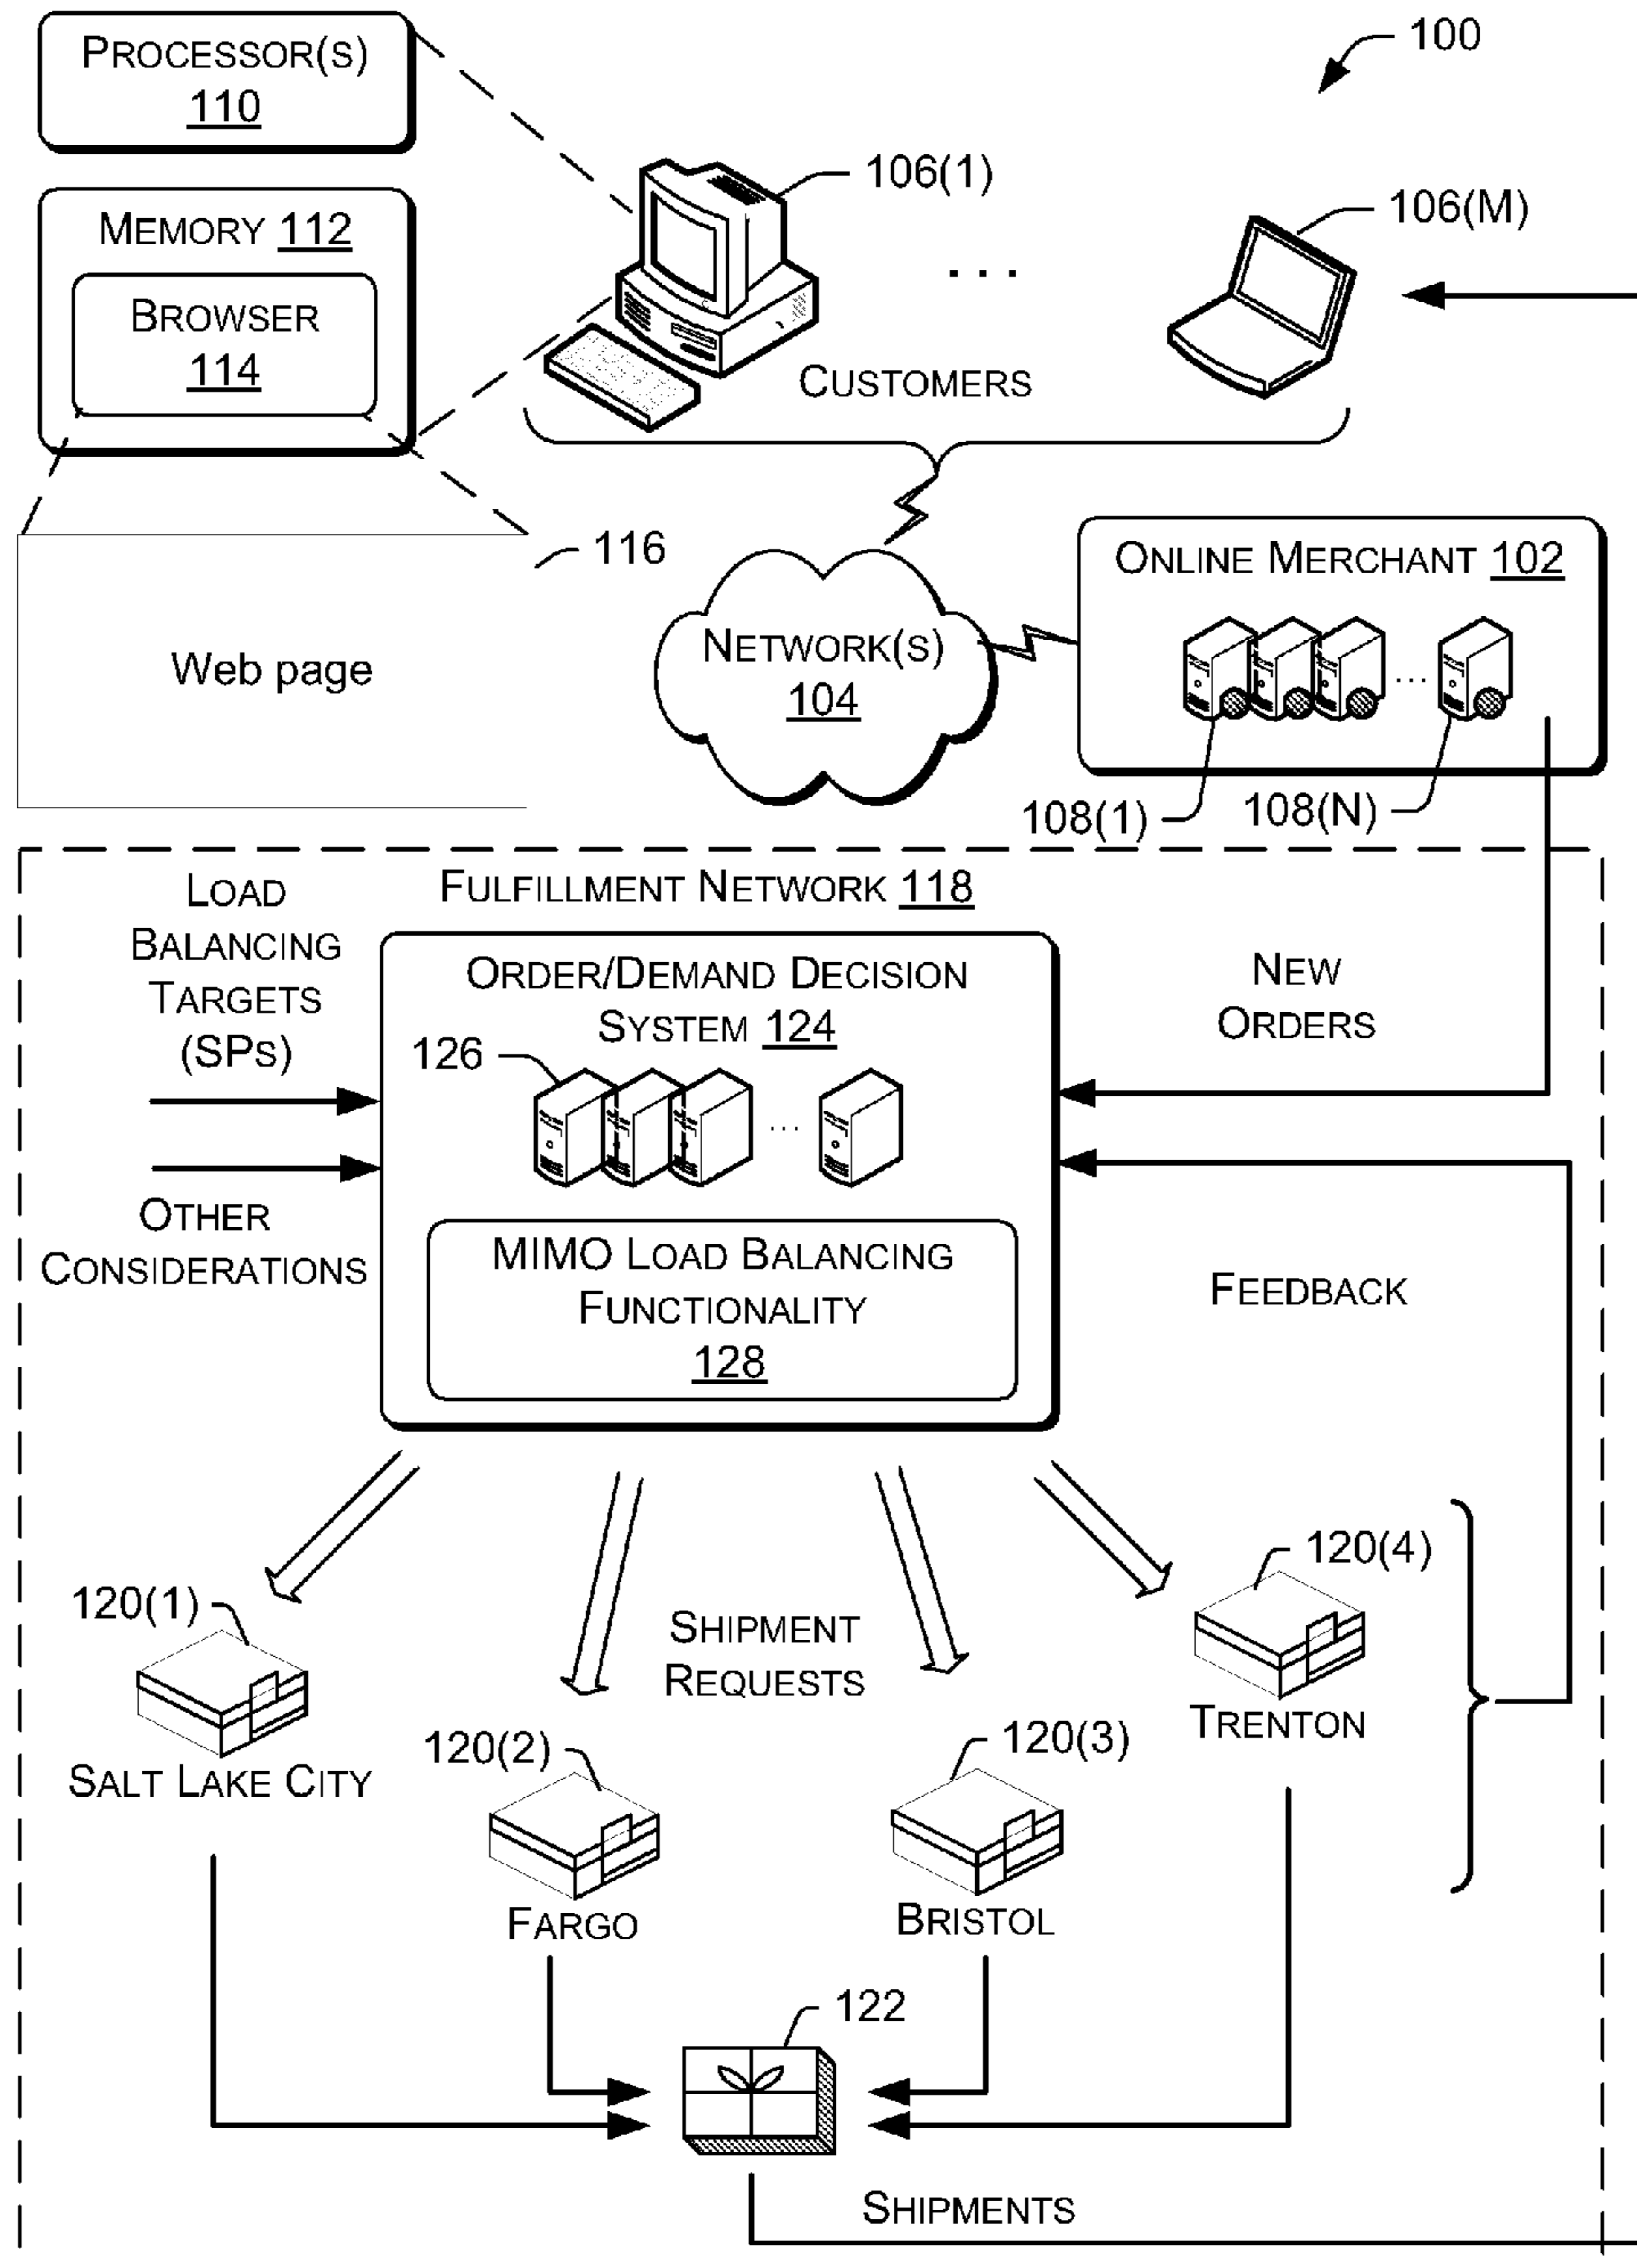 100
PROCESSOR(S)
110
106(1)
106(M)
MEMORY 112
BROWSER
114
...
CUSTOMERS
116
ONLINE MERCHANT 102
Web page
NETWORK(S)
104
...
108(1)
108(N)
FULFILLMENT NETWORK 118
LOAD
BALANCING
TARGETS
(SPS)
ORDER/DEMAND DECISION
SYSTEM 124
126
...
NEW
ORDERS
OTHER
CONSIDERATIONS
MIMO LOAD BALANCING
FUNCTIONALITY
128
FEEDBACK
120(1)
SALT LAKE CITY
SHIPMENT
REQUESTS
120(4)
TRENTON
120(2)
FARGO
120(3)
BRISTOL
122
SHIPMENTS